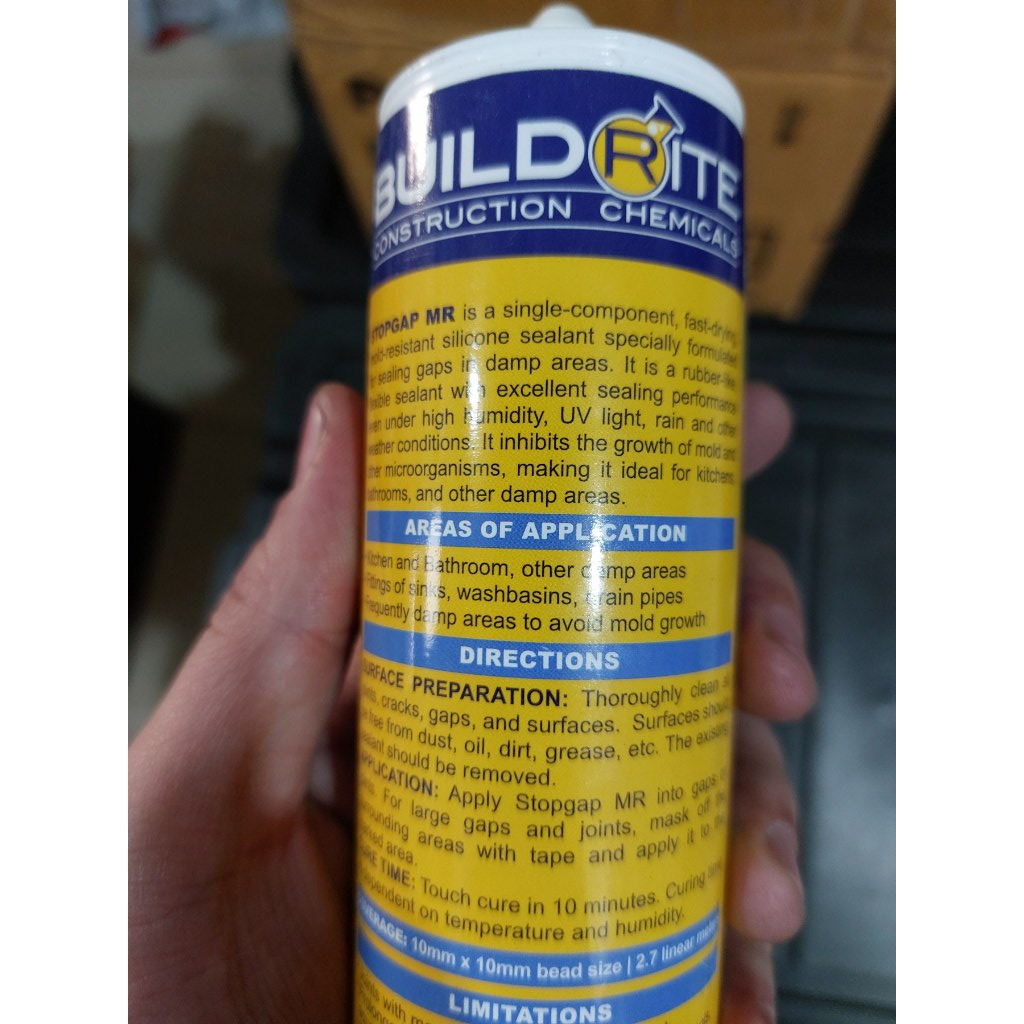 BUILDRITE
CONSTRUCTION CHEMICALS
STOPGAP MR is a single-component, fast-drying,
mold-resistant silicone sealant specially formulated
for sealing gaps in damp areas. It is a rubber-like
flexible sealant with excellent sealing performance
even under high humidity, UV light, rain and other
weather conditions. It inhibits the growth of mold and
other microorganisms, making it ideal for kitchens,
bathrooms, and other damp areas.
AREAS OF APPLICATION
Kitchen and Bathroom, other damp areas
Fittings of sinks, washbasins, drain pipes
Frequently damp areas to avoid mold growth
DIRECTIONS
SURFACE PREPARATION: Thoroughly clean
joints, cracks, gaps, and surfaces. Surfaces should
be free from dust, oil, dirt, grease, etc. The existing
sealant should be removed.
APPLICATION: Apply Stopgap MR into gaps
For large gaps and joints, mask off the
surrounding areas with tape and apply it to the
area.
CURE TIME: Touch cure in 10 minutes. Curing time
dependent on temperature and humidity.
COVERAGE: 10mm x 10mm bead size | 2.7 linear
LIMITATIONS
with